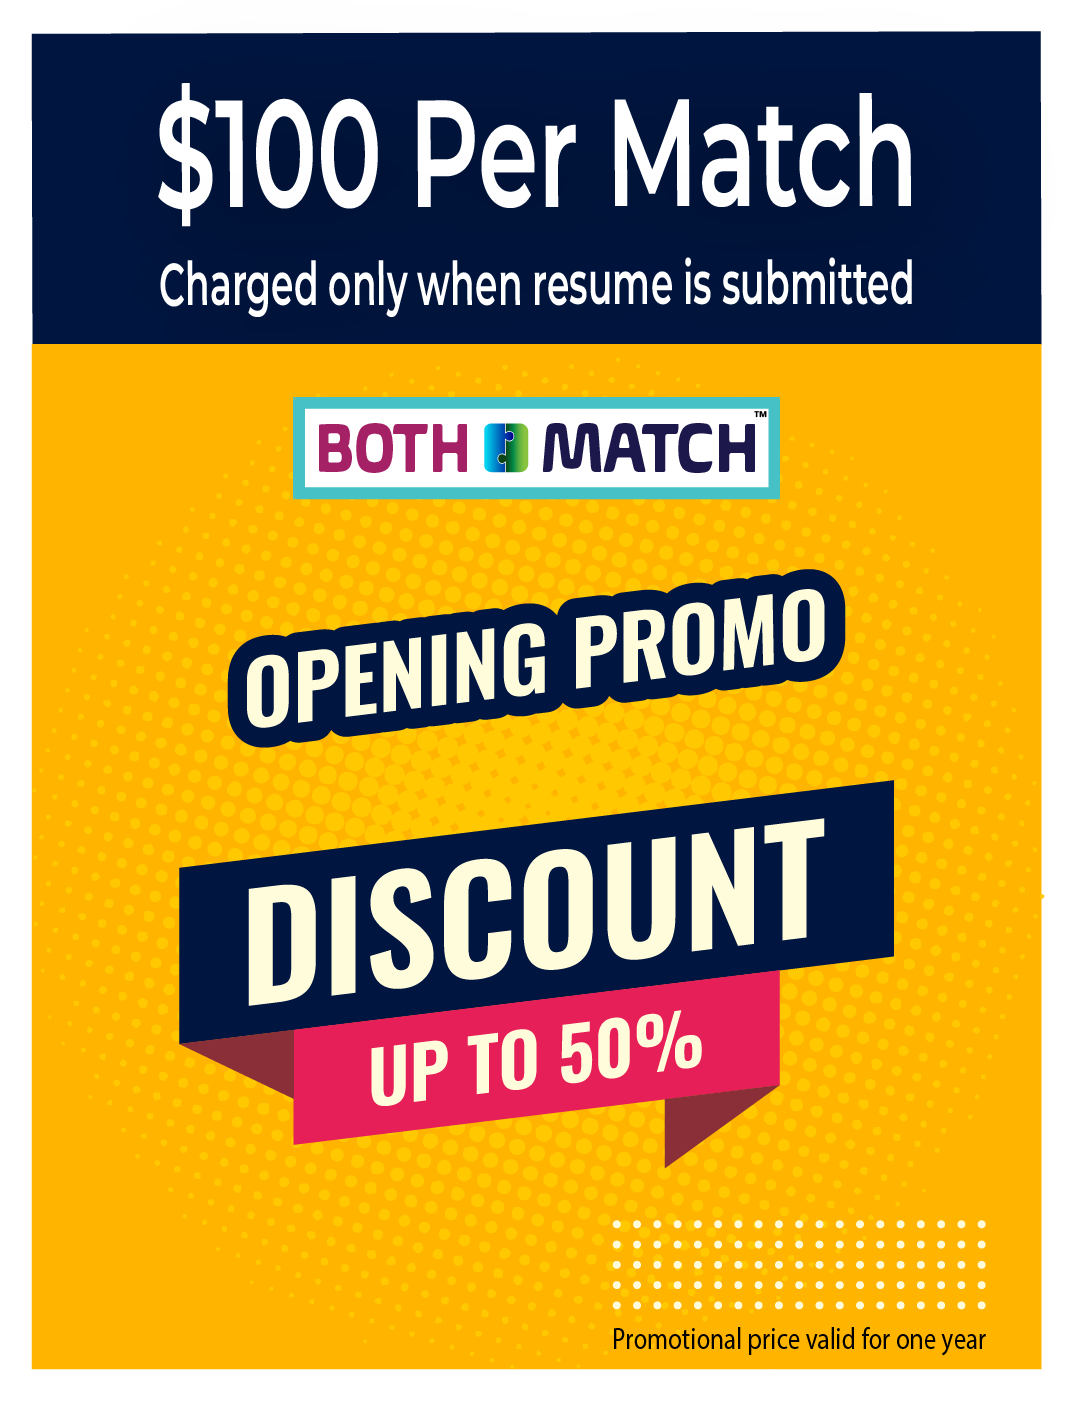 $100 Per Match
Charged only when resume is submitted
BOTH MATCH™
OPENING PROMO
DISCOUNT
UP TO 50%
Promotional price valid for one year